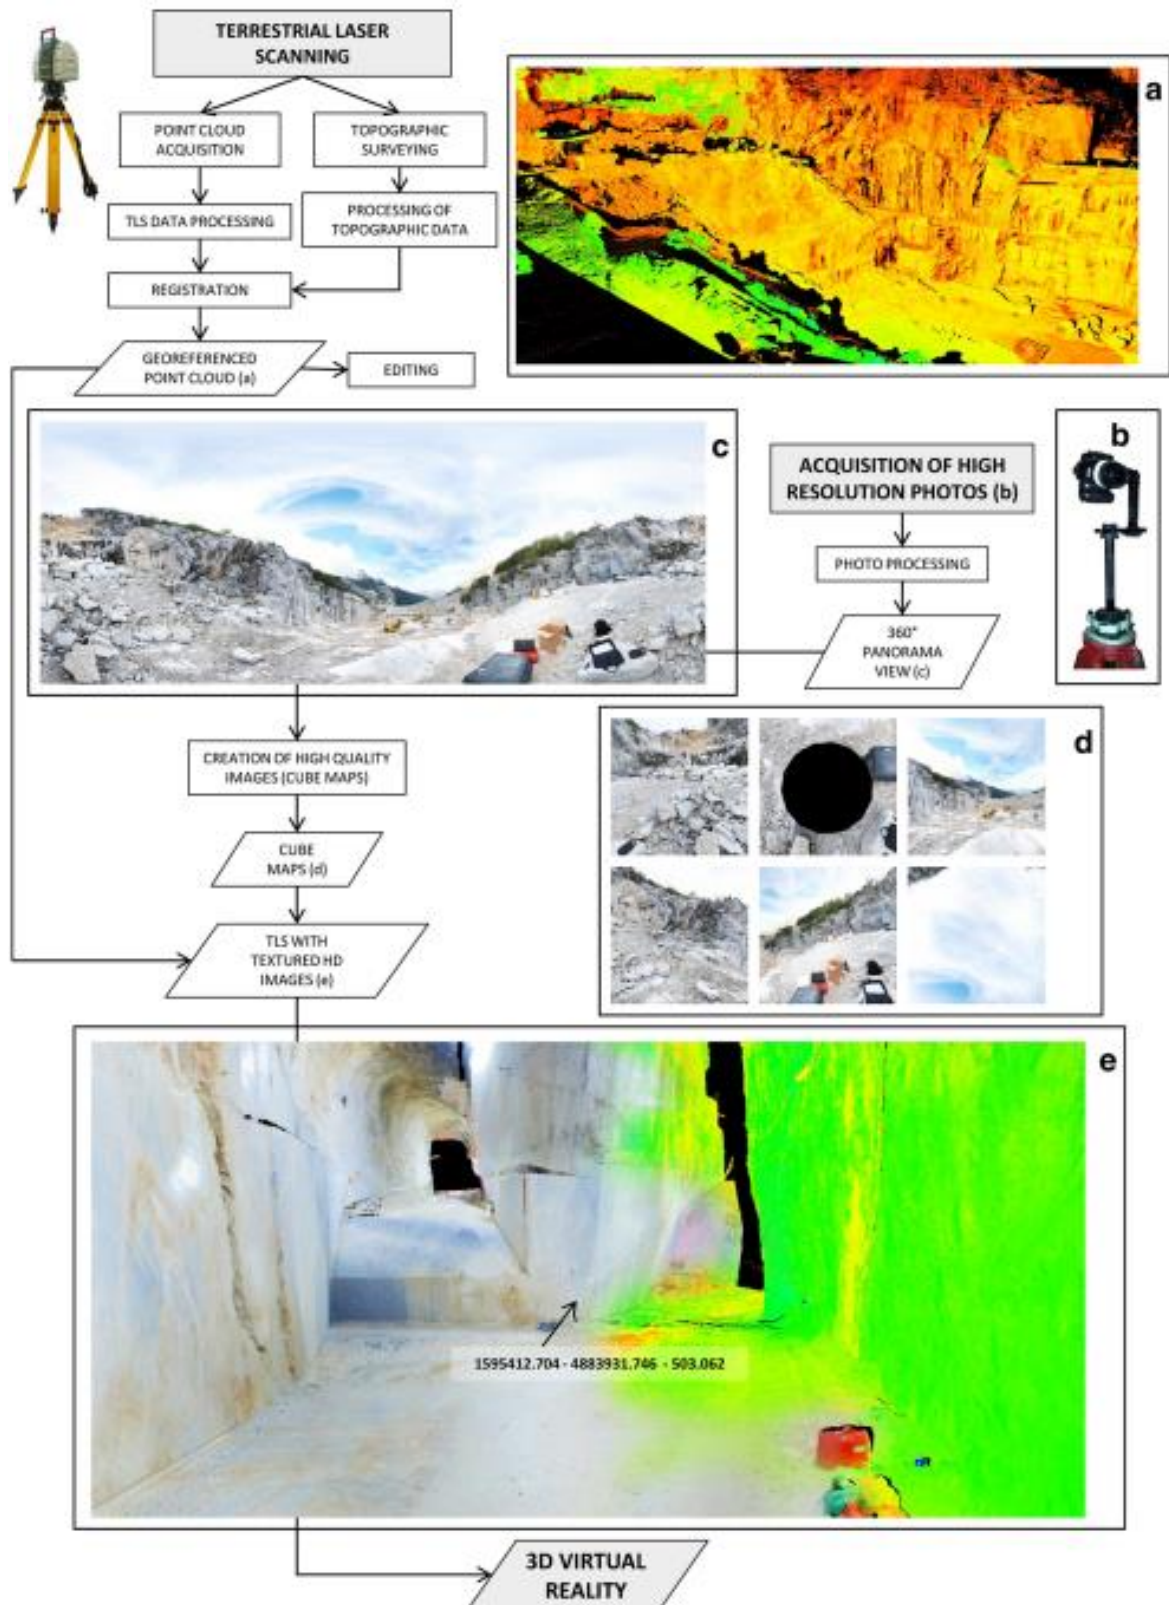 TERRESTRIAL LASER
SCANNING
a
POINT CLOUD
ACQUISITION
TOPOGRAPHIC
SURVEYING
TLS DATA PROCESSING
PROCESSING OF
TOPOGRAPHIC DATA
REGISTRATION
GEOREFERENCED
POINT CLOUD (a)
EDITING
c
ACQUISITION OF HIGH
RESOLUTION PHOTOS (b)
b
PHOTO PROCESSING
360°
PANORAMA
VIEW (c)
CREATION OF HIGH QUALITY
IMAGES (CUBE MAPS)
d
CUBE
MAPS (d)
TLS WITH
TEXTURED HD
IMAGES (e)
e
1595412.704 - 4883931.746 - 503.062
3D VIRTUAL
REALITY